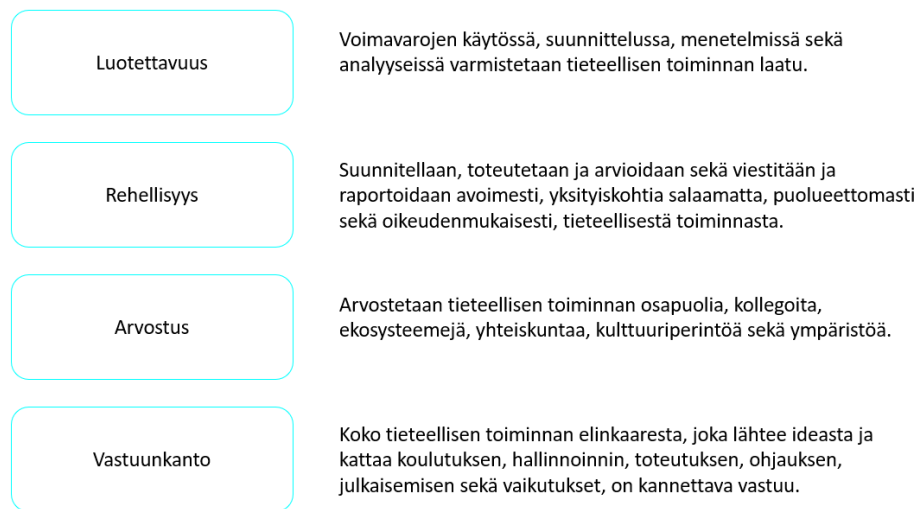 Luotettavuus
Voimavarojen käytössä, suunnittelussa, menetelmissä sekä
analyyseissä varmistetaan tieteellisen toiminnan laatu.
Rehellisyys
Suunnitellaan, toteutetaan ja arvioidaan sekä viestitään ja
raportoidaan avoimesti, yksityiskohtia salaamatta, puolueettomasti
sekä oikeudenmukaisesti, tieteellisestä toiminnasta.
Arvostus
Arvostetaan tieteellisen toiminnan osapuolia, kollegoita,
ekosysteemejä, yhteiskuntaa, kulttuuriperintöä sekä ympäristöä.
Vastuunkanto
Koko tieteellisen toiminnan elinkaaresta, joka lähtee ideasta ja
kattaa koulutuksen, hallinnoinnin, toteutuksen, ohjauksen,
julkaisemisen sekä vaikutukset, on kannettava vastuu.